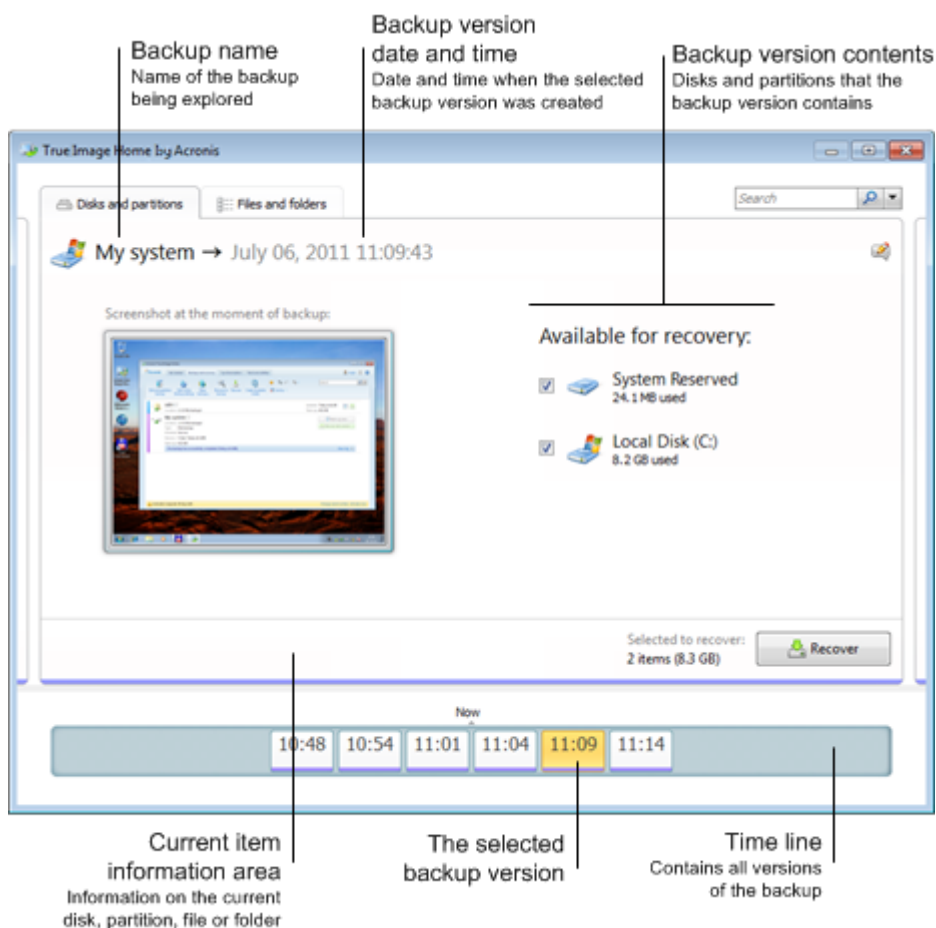 Backup name
Name of the backup
being explored
Backup version
date and time
Date and time when the selected
backup version was created
Backup version contents
Disks and partitions that the
backup version contains
True Image Home by Acronis
Disks and partitions
Files and folders
Search
My system → July 06, 2011 11:09:43
Screenshot at the moment of backup:
Available for recovery:
System Reserved
24.1 MB used
Local Disk (C:)
8.2 GB used
Selected to recover:
2 items (8.3 GB)
Recover
Now
10:48 10:54 11:01 11:04 11:09 11:14
Current item
information area
Information on the current
disk, partition, file or folder
The selected
backup version
Time line
Contains all versions
of the backup